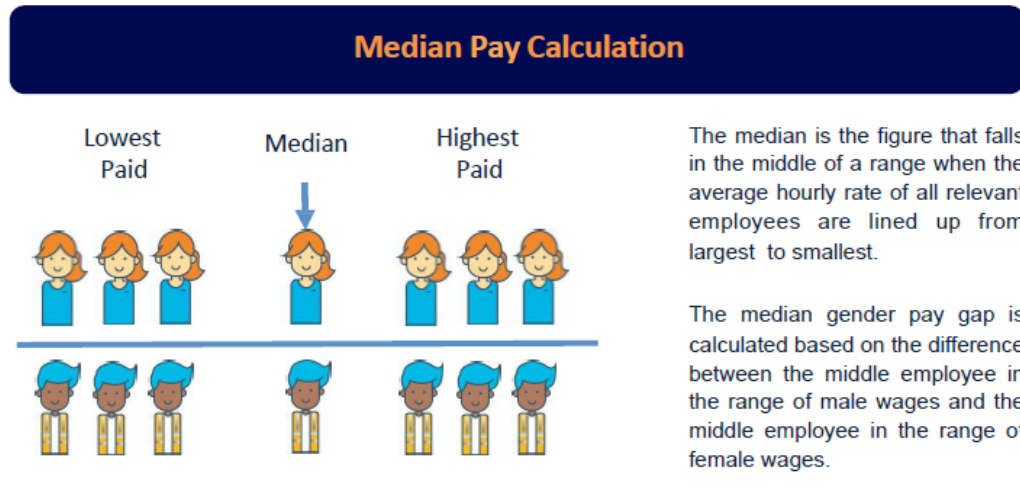 Median Pay Calculation
Lowest
Paid
Median
Highest
Paid
The median is the figure that falls
in the middle of a range when the
average hourly rate of all relevant
employees are lined up from
largest to smallest.
The median gender pay gap is
calculated based on the difference
between the middle employee in
the range of male wages and the
middle employee in the range of
female wages.